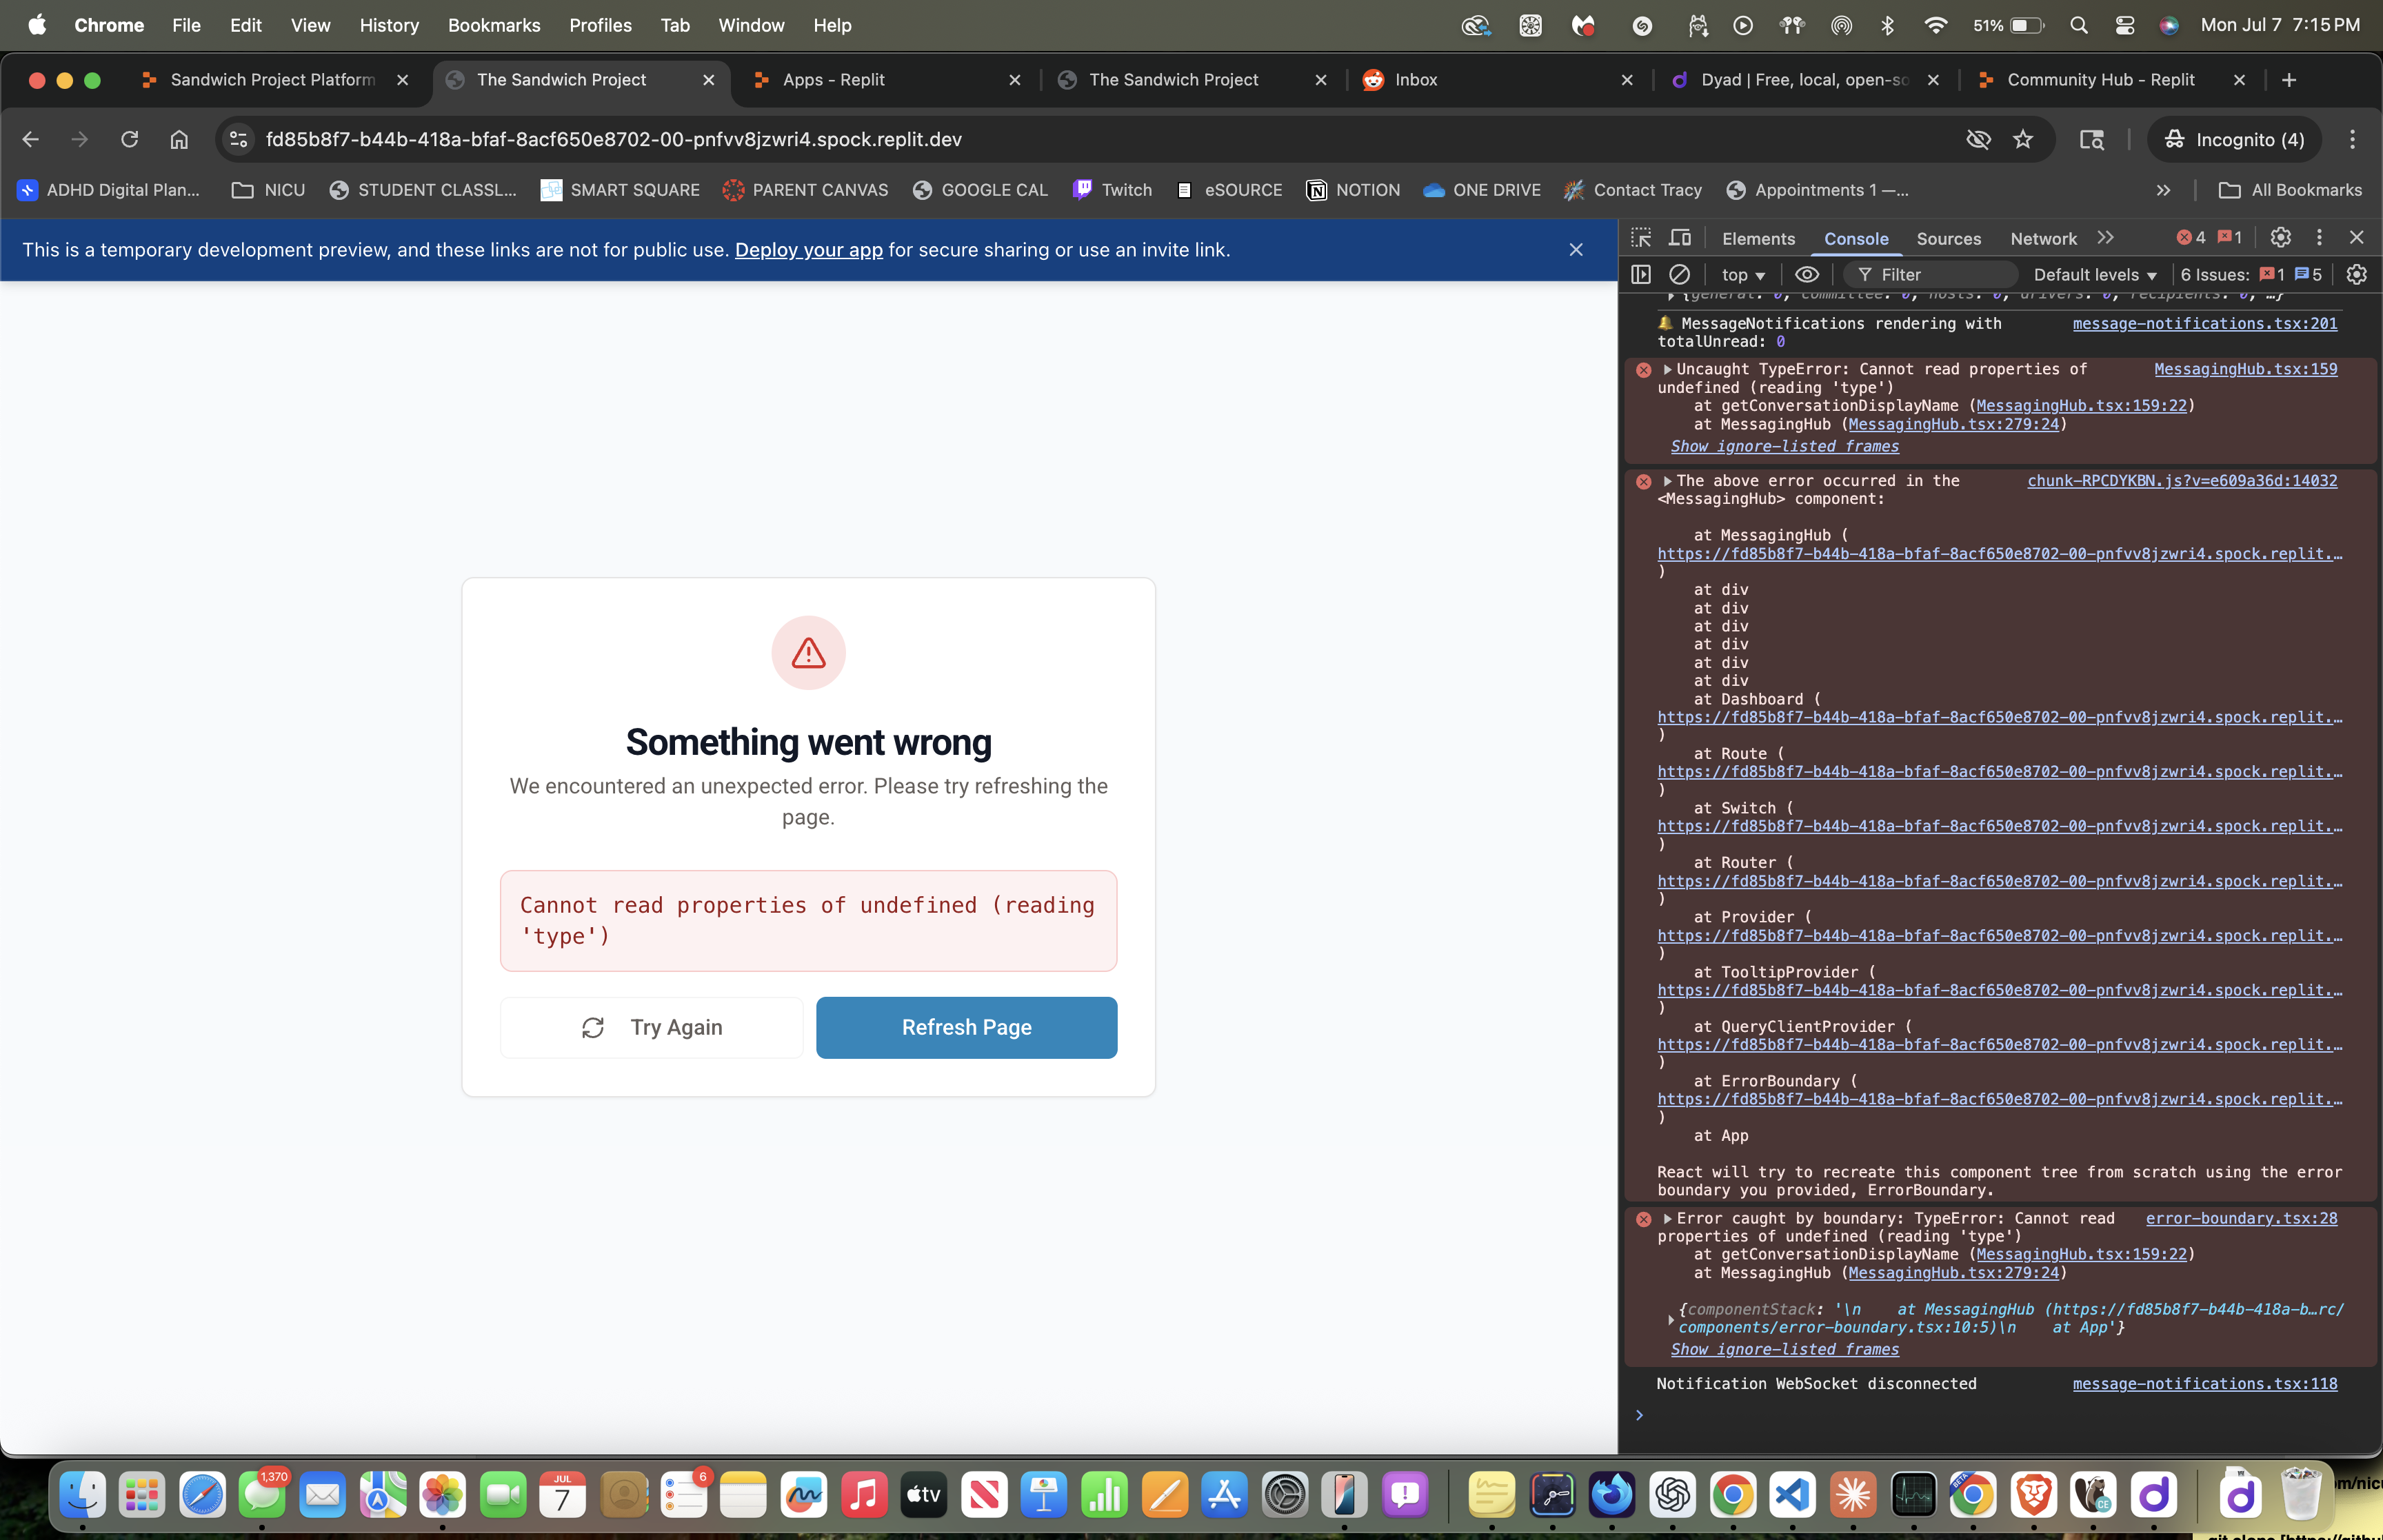 Chrome File Edit View History Bookmarks Profiles Tab Window Help 51% Mon Jul 7 7:15 PM
Sandwich Project Platform The Sandwich Project Apps - Replit The Sandwich Project Inbox Dyad | Free, local, open-so Community Hub - Replit
fd85b8f7-b44b-418a-bfaf-8acf650e8702-00-pnfvv8jzwri4.spock.replit.dev Incognito (4)
ADHD Digital Plan... NICU STUDENT CLASSL... SMART SQUARE PARENT CANVAS GOOGLE CAL Twitch eSOURCE NOTION ONE DRIVE Contact Tracy Appointments 1 —... All Bookmarks
This is a temporary development preview, and these links are not for public use. Deploy your app for secure sharing or use an invite link.
Something went wrong
We encountered an unexpected error. Please try refreshing the
page.
Cannot read properties of undefined (reading
'type')
Try Again Refresh Page
Elements Console Sources Network 4 1
top Filter Default levels 6 Issues: 1 5
{general: 0, committee: 0, hosts: 0, drivers: 0, recipients: 0, …}
🔔 MessageNotifications rendering with message-notifications.tsx:201
totalUnread: 0
Uncaught TypeError: Cannot read properties of MessagingHub.tsx:159
undefined (reading 'type')
at getConversationDisplayName (MessagingHub.tsx:159:22)
at MessagingHub (MessagingHub.tsx:279:24)
Show ignore-listed frames
The above error occurred in the chunk-RPCDYKBN.js?v=e609a36d:14032
<MessagingHub> component:
at MessagingHub (
https://fd85b8f7-b44b-418a-bfaf-8acf650e8702-00-pnfvv8jzwri4.spock.replit.…
)
at div
at div
at div
at div
at div
at div
at Dashboard (
https://fd85b8f7-b44b-418a-bfaf-8acf650e8702-00-pnfvv8jzwri4.spock.replit.…
)
at Route (
https://fd85b8f7-b44b-418a-bfaf-8acf650e8702-00-pnfvv8jzwri4.spock.replit.…
)
at Switch (
https://fd85b8f7-b44b-418a-bfaf-8acf650e8702-00-pnfvv8jzwri4.spock.replit.…
)
at Router (
https://fd85b8f7-b44b-418a-bfaf-8acf650e8702-00-pnfvv8jzwri4.spock.replit.…
)
at Provider (
https://fd85b8f7-b44b-418a-bfaf-8acf650e8702-00-pnfvv8jzwri4.spock.replit.…
)
at TooltipProvider (
https://fd85b8f7-b44b-418a-bfaf-8acf650e8702-00-pnfvv8jzwri4.spock.replit.…
)
at QueryClientProvider (
https://fd85b8f7-b44b-418a-bfaf-8acf650e8702-00-pnfvv8jzwri4.spock.replit.…
)
at ErrorBoundary (
https://fd85b8f7-b44b-418a-bfaf-8acf650e8702-00-pnfvv8jzwri4.spock.replit.…
)
at App
React will try to recreate this component tree from scratch using the error
boundary you provided, ErrorBoundary.
Error caught by boundary: TypeError: Cannot read error-boundary.tsx:28
properties of undefined (reading 'type')
at getConversationDisplayName (MessagingHub.tsx:159:22)
at MessagingHub (MessagingHub.tsx:279:24)
{componentStack: '\n at MessagingHub (https://fd85b8f7-b44b-418a-b…rc/
components/error-boundary.tsx:10:5)\n at App'}
Show ignore-listed frames
Notification WebSocket disconnected message-notifications.tsx:118
1,370 JUL 7 6 tv BETA CE